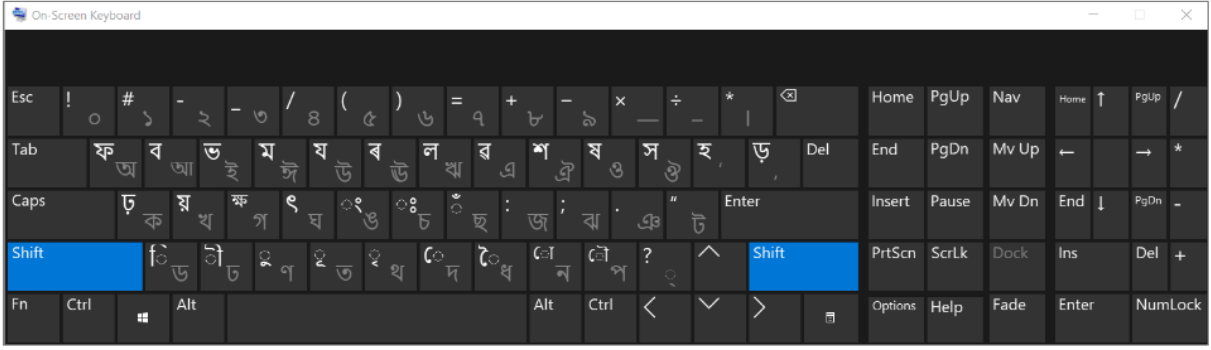 On-Screen Keyboard
Esc ! ০ # ১ - ২ _ ৩ / ৪ ( ৫ ) ৬ = ৭ + ৮ – ৯ × — ÷ – * | Home PgUp Nav Home ↑ PgUp /
Tab ফ অ ব আ ভ ই ম ঈ য উ ৰ ঊ ল ঋ ৱ এ শ ঐ ষ ও স ঔ হ ‘ ড় , Del End PgDn Mv Up ← → *
Caps ঢ় ক য় খ ক্ষ গ ৎ ঘ ং ঙ ঃ চ ঁ ছ : জ ; ঝ . ঞ " ট Enter Insert Pause Mv Dn End ↓ PgDn -
Shift ি ড ী ঢ ু ণ ূ ত ৃ থ ে দ ৈ ধ ো ন ৌ প ? ্ Shift PrtScn ScrLk Dock Ins Del +
Fn Ctrl Alt Alt Ctrl Options Help Fade Enter NumLock